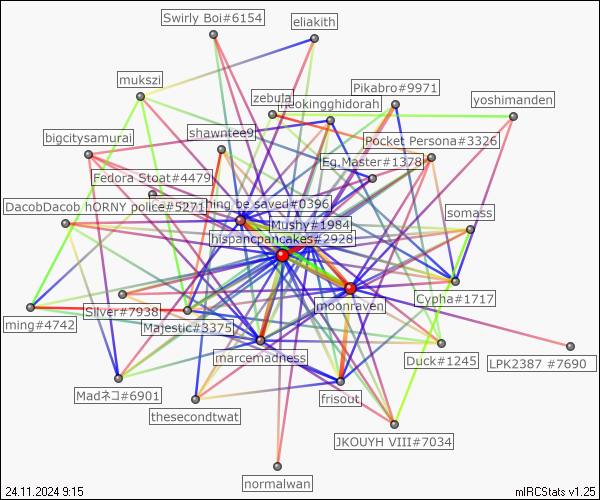 Swirly Boi#6154
eliakith
mukszi
Pikabro#9971
zebula
neokingghidorah
yoshimanden
shawntee9
bigcitysamurai
Pocket Persona#3326
Eg.Master#1378
Fedora Stoat#4479
DacobDacob hORNY police#5271
hing be saved#0396
somass
Mushy#1984
hispancpancakes#2928
Cypha#1717
moonraven
Silver#7938
ming#4742
Majestic#3375
marcemadness
Duck#1245
LPK2387 #7690
Madネコ#6901
frisout
thesecondtwat
JKOUYH VIII#7034
normalwan
24.11.2024 9:15
mIRCStats v1.25